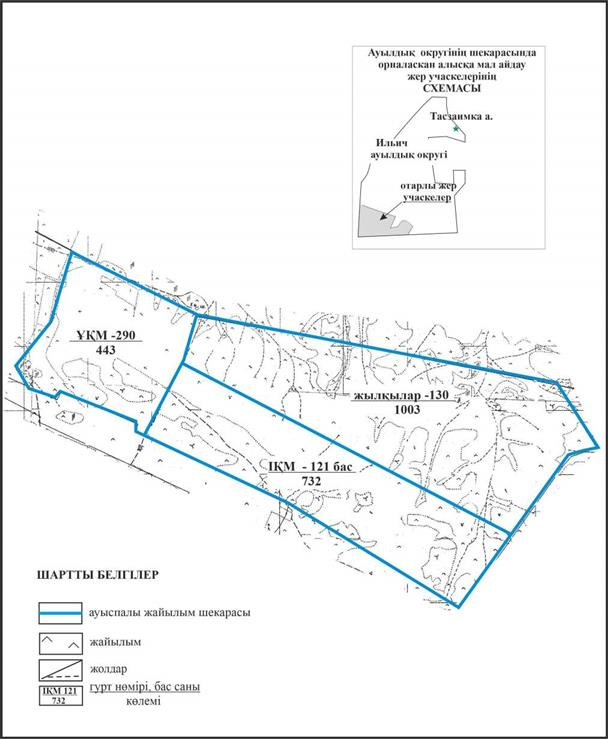 Ауылдық округінің шекарасында
орналаскан алысқа мал айдау
жер учаскелерінің
СХЕМАСЫ
Тасзаимка а.
Ильич
ауылдық округі
отарлы жер
учаскелер
ҰҚМ -290
443
жылқылар -130
1003
ІҚМ - 121 бас
732
ШАРТТЫ БЕЛГІЛЕР
ауыспалы жайылым шекарасы
жайылым
жолдар
ІҚМ 121
732
гурт нөмірі, бас саны
көлемі